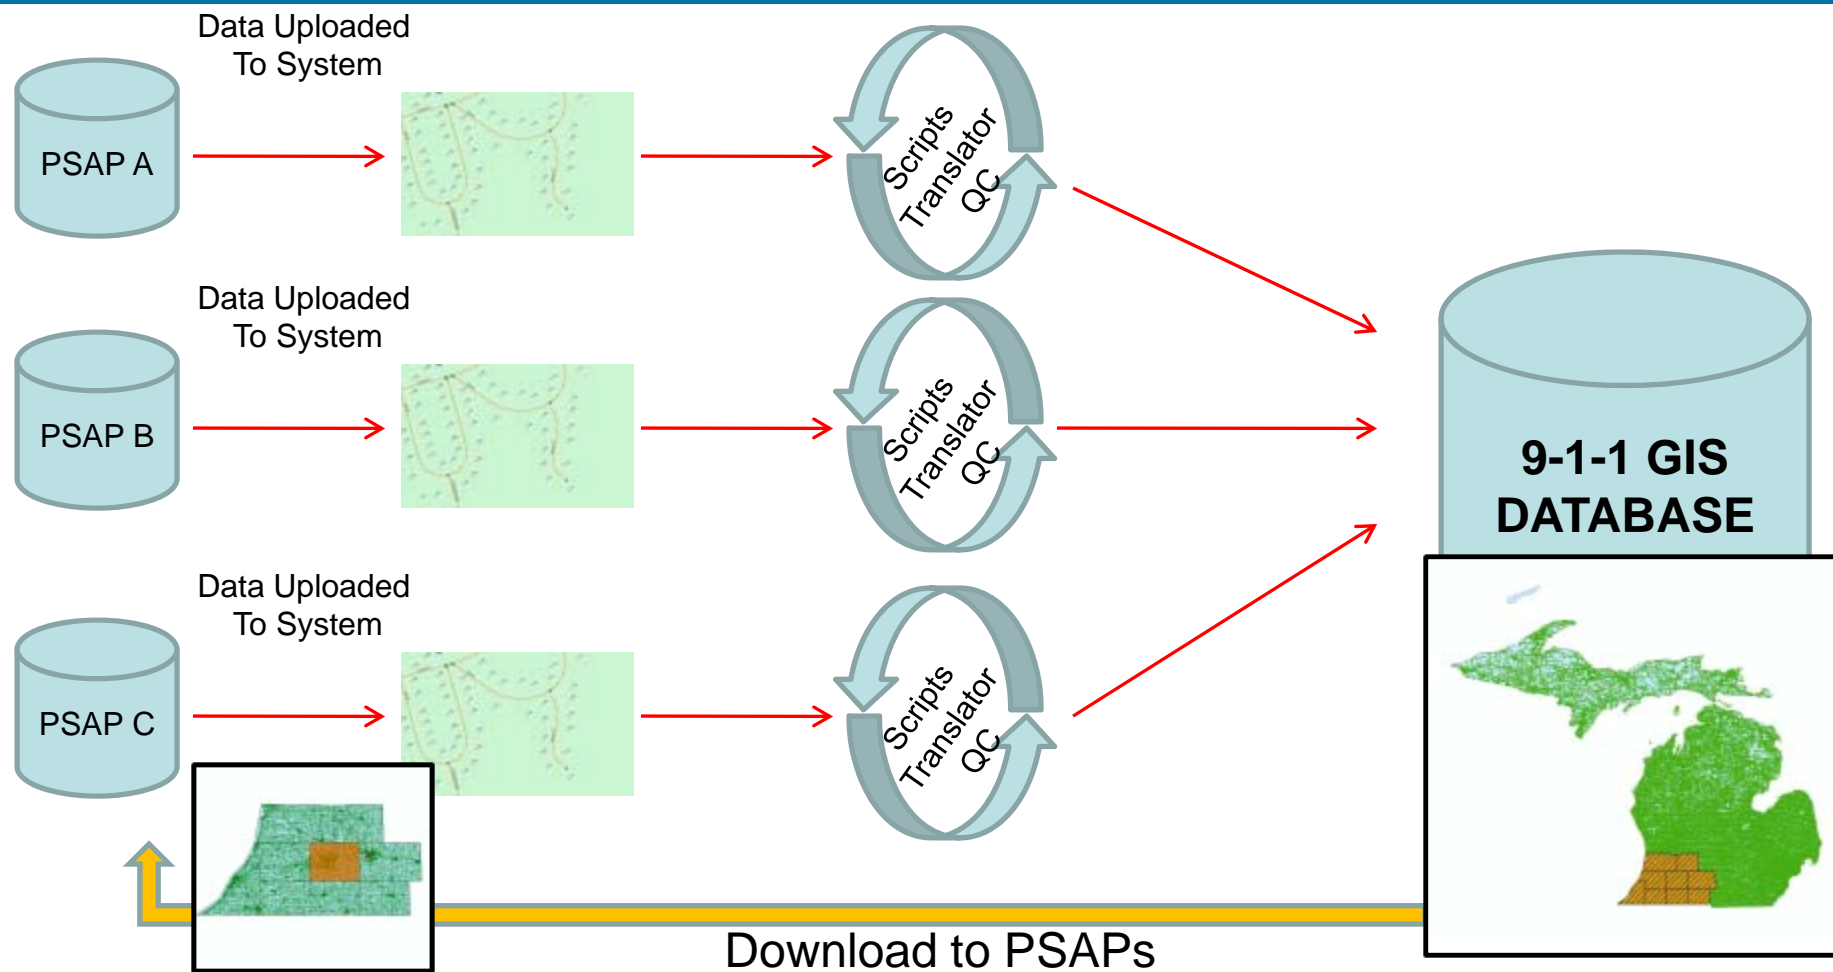 Data Uploaded
To System
PSAP A
Scripts
Translator
QC
Data Uploaded
To System
PSAP B
Scripts
Translator
QC
9-1-1 GIS
DATABASE
Data Uploaded
To System
PSAP C
Scripts
Translator
QC
Download to PSAPs